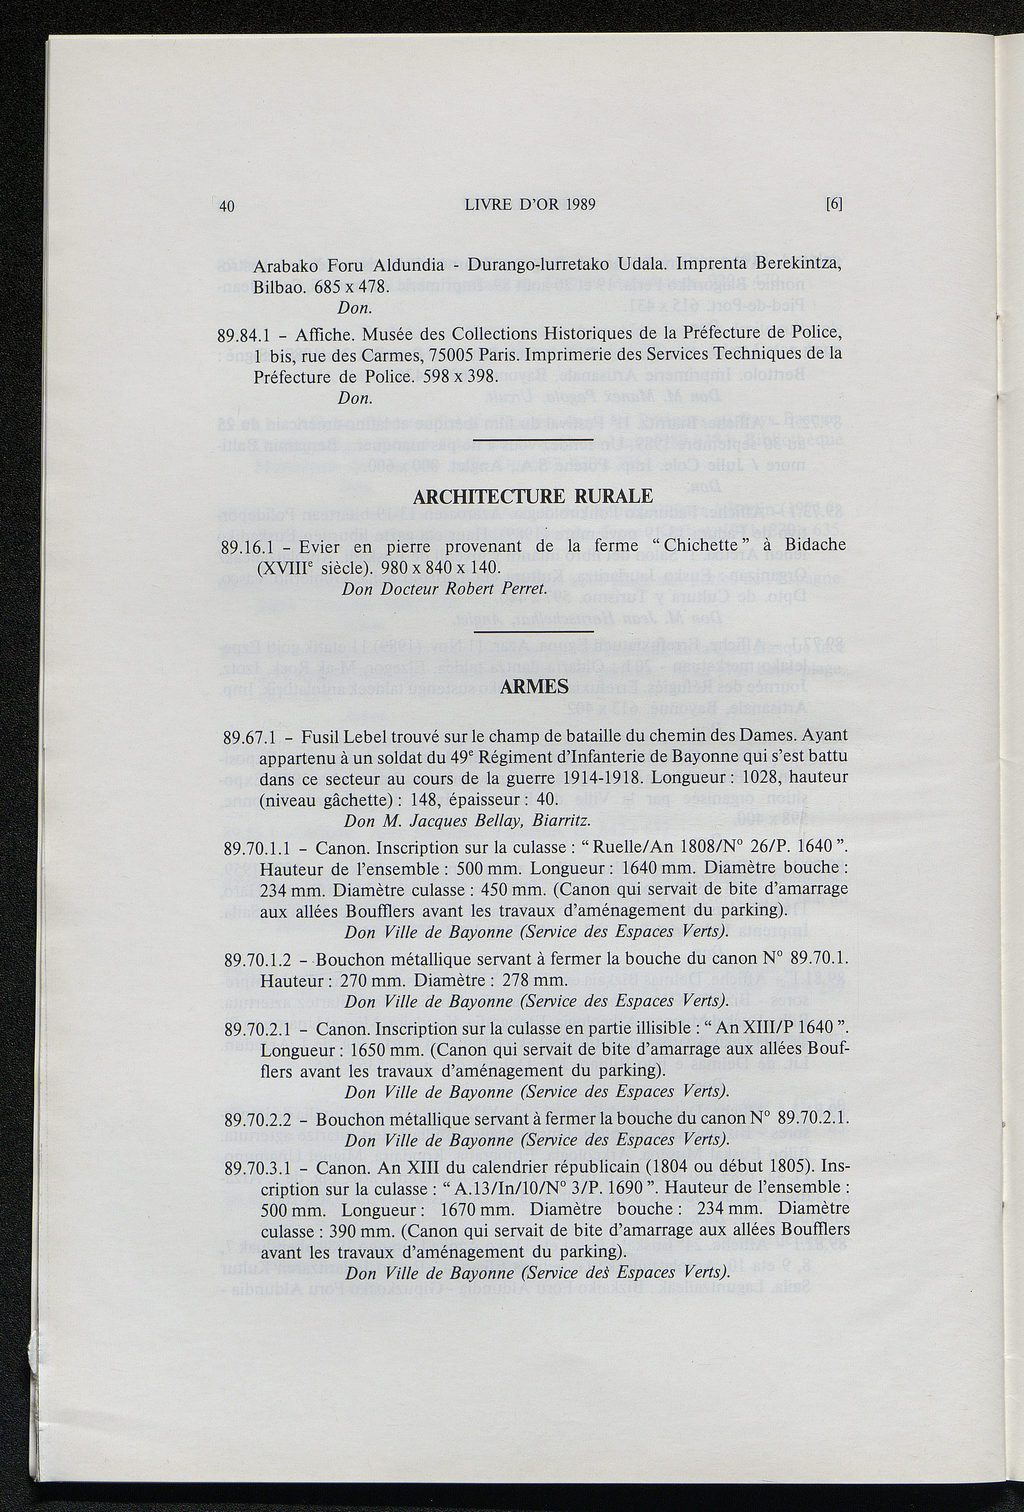 40 LIVRE D'OR 1989 [6]
Arabako Foru Aldundia - Durango-lurretako Udala. Imprenta Berekintza,
Bilbao. 685 x 478.
Don.
89.84.1 – Affiche. Musée des Collections Historiques de la Préfecture de Police,
1 bis, rue des Carmes, 75005 Paris. Imprimerie des Services Techniques de la
Préfecture de Police. 598 x 398.
Don.
ARCHITECTURE RURALE
89.16.1 – Evier en pierre provenant de la ferme “Chichette” à Bidache
(XVIIIe siècle). 980 x 840 x 140.
Don Docteur Robert Perret.
ARMES
89.67.1 – Fusil Lebel trouvé sur le champ de bataille du chemin des Dames. Ayant
appartenu à un soldat du 49e Régiment d'Infanterie de Bayonne qui s'est battu
dans ce secteur au cours de la guerre 1914-1918. Longueur : 1028, hauteur
(niveau gâchette) : 148, épaisseur : 40.
Don M. Jacques Bellay, Biarritz.
89.70.1.1 – Canon. Inscription sur la culasse : “Ruelle/An 1808/N° 26/P. 1640”.
Hauteur de l'ensemble : 500 mm. Longueur : 1640 mm. Diamètre bouche :
234 mm. Diamètre culasse : 450 mm. (Canon qui servait de bite d'amarrage
aux allées Boufflers avant les travaux d'aménagement du parking).
Don Ville de Bayonne (Service des Espaces Verts).
89.70.1.2 – Bouchon métallique servant à fermer la bouche du canon N° 89.70.1.
Hauteur : 270 mm. Diamètre : 278 mm.
Don Ville de Bayonne (Service des Espaces Verts).
89.70.2.1 – Canon. Inscription sur la culasse en partie illisible : “An XIII/P 1640”.
Longueur : 1650 mm. (Canon qui servait de bite d'amarrage aux allées Bouf-
flers avant les travaux d'aménagement du parking).
Don Ville de Bayonne (Service des Espaces Verts).
89.70.2.2 – Bouchon métallique servant à fermer la bouche du canon N° 89.70.2.1.
Don Ville de Bayonne (Service des Espaces Verts).
89.70.3.1 – Canon. An XIII du calendrier républicain (1804 ou début 1805). Ins-
cription sur la culasse : “A.13/In/10/N° 3/P. 1690”. Hauteur de l'ensemble :
500 mm. Longueur : 1670 mm. Diamètre bouche : 234 mm. Diamètre
culasse : 390 mm. (Canon qui servait de bite d'amarrage aux allées Boufflers
avant les travaux d'aménagement du parking).
Don Ville de Bayonne (Service des Espaces Verts).